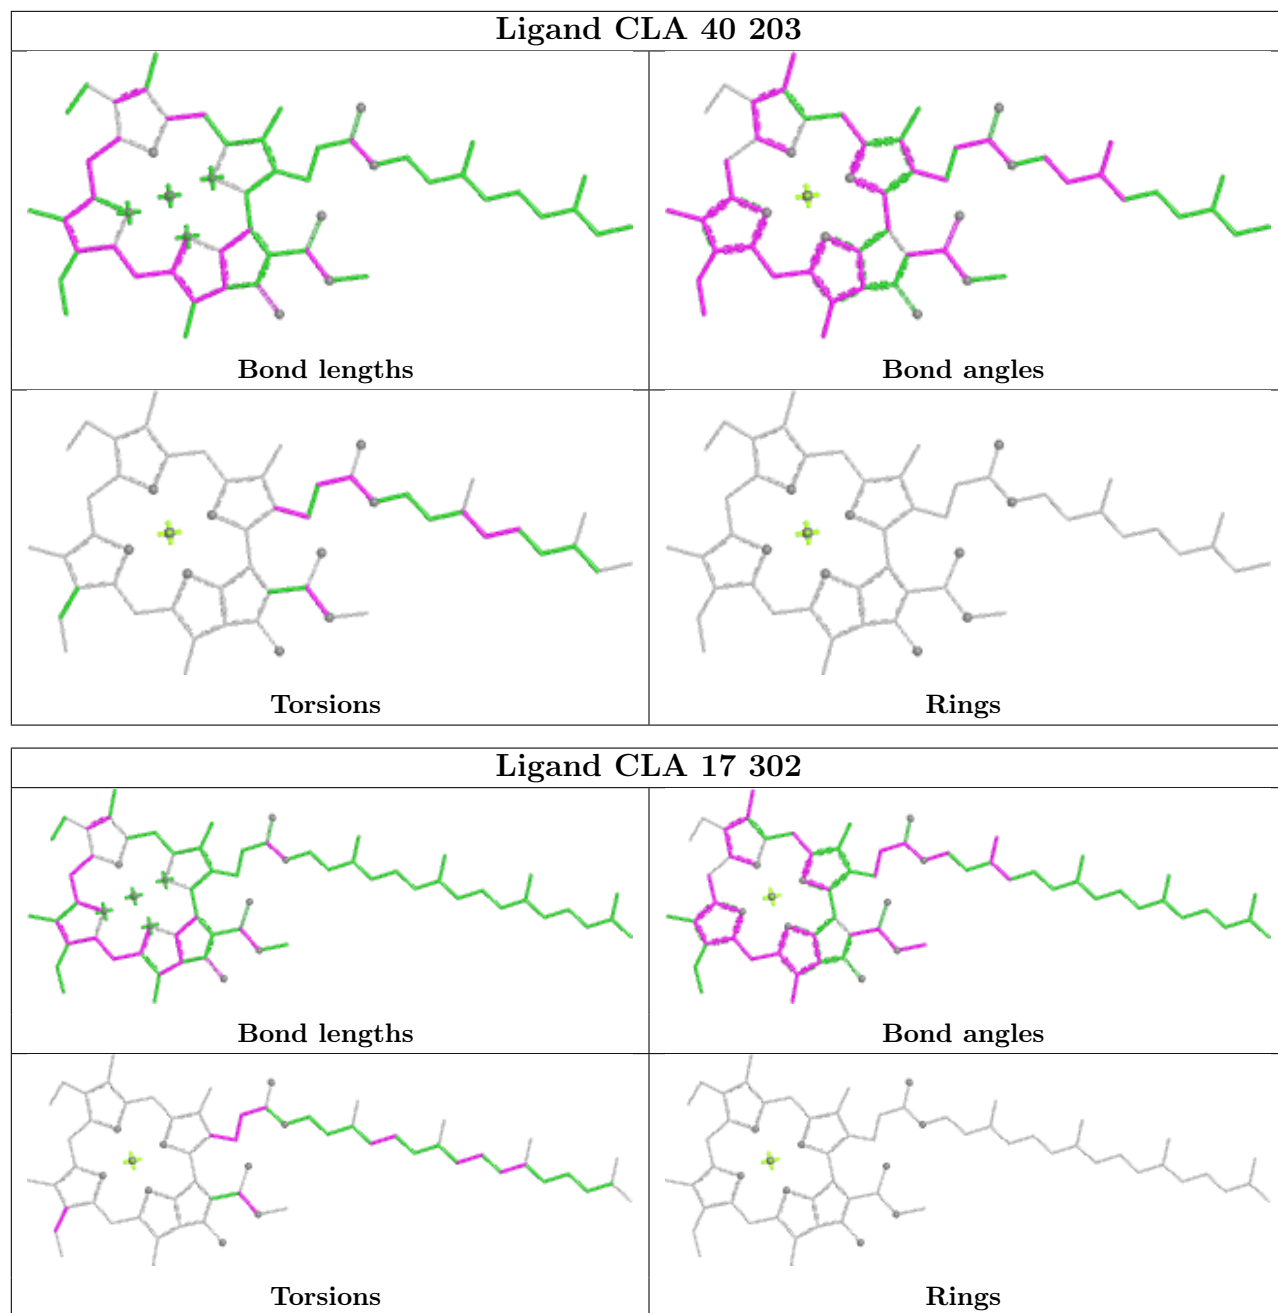 Ligand CLA 40 203
Bond lengths
Bond angles
Torsions
Rings
Ligand CLA 17 302
Bond lengths
Bond angles
Torsions
Rings